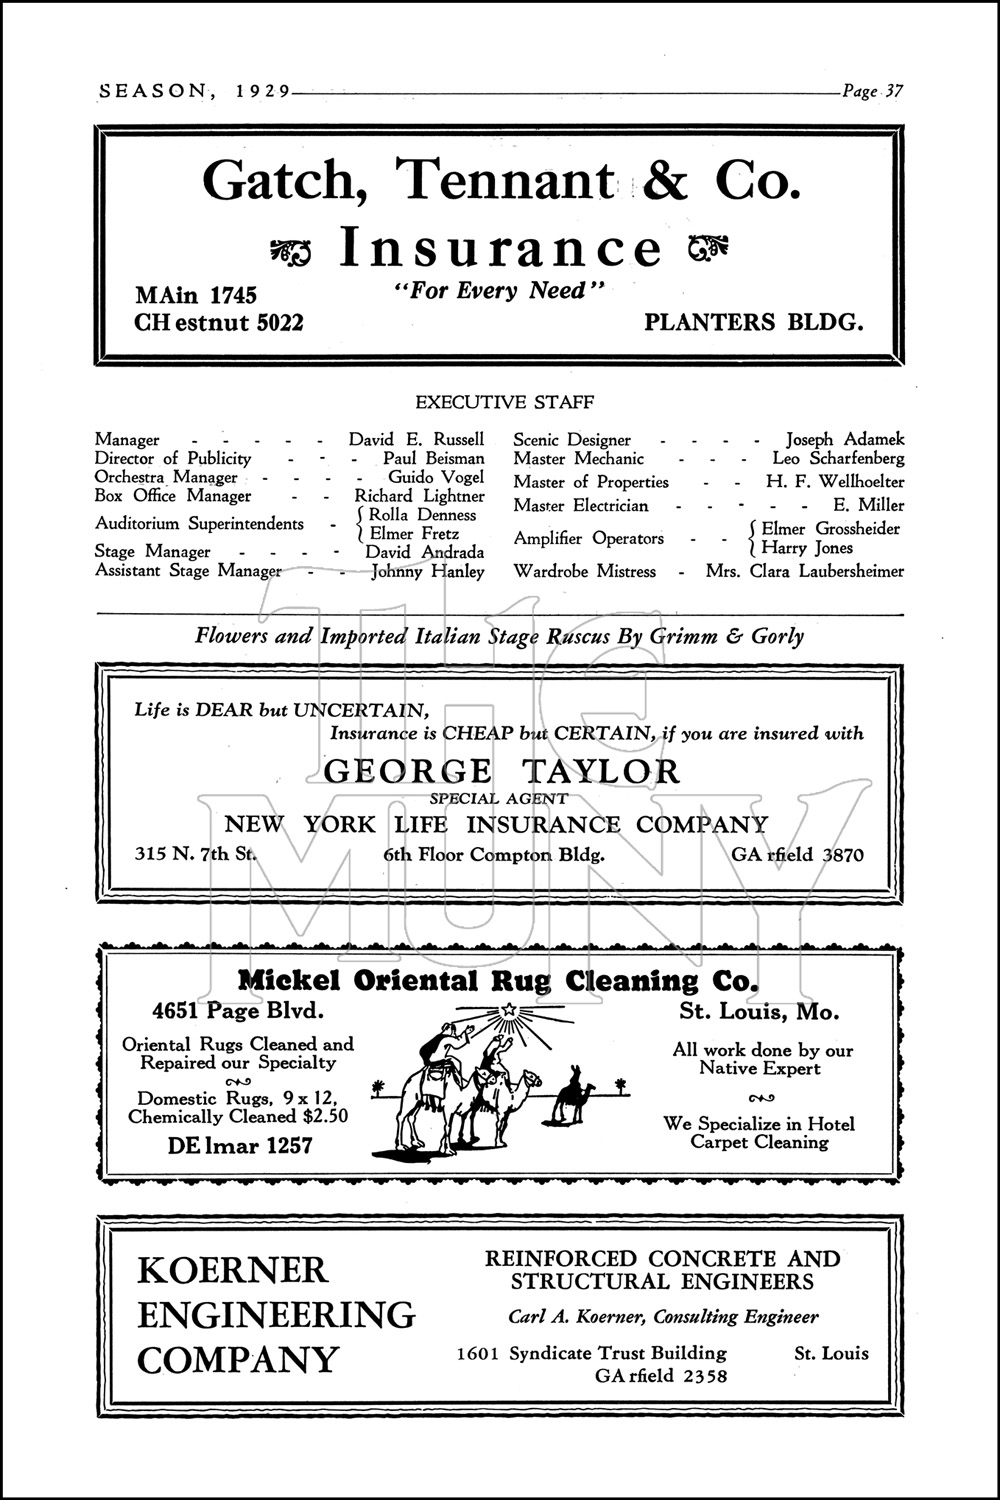 SEASON, 1929 Page 37
Gatch, Tennant & Co.
Insurance
"For Every Need"
MAin 1745
CHestnut 5022
PLANTERS BLDG.
EXECUTIVE STAFF
Manager - - - - - David E. Russell
Director of Publicity - - - Paul Beisman
Orchestra Manager - - - - Guido Vogel
Box Office Manager - - Richard Lightner
Auditorium Superintendents - { Rolla Denness
Elmer Fretz
Stage Manager - - - - David Andrada
Assistant Stage Manager - - Johnny Hanley
Scenic Designer - - - - Joseph Adamek
Master Mechanic - - - Leo Scharfenberg
Master of Properties - - H. F. Wellhoelter
Master Electrician - - - - - E. Miller
Amplifier Operators - - { Elmer Grossheider
Harry Jones
Wardrobe Mistress - Mrs. Clara Laubersheimer
Flowers and Imported Italian Stage Ruscus By Grimm & Gorly
Life is DEAR but UNCERTAIN,
Insurance is CHEAP but CERTAIN, if you are insured with
GEORGE TAYLOR
SPECIAL AGENT
NEW YORK LIFE INSURANCE COMPANY
315 N. 7th St. 6th Floor Compton Bldg. GArfield 3870
THE
MUNY
Mickel Oriental Rug Cleaning Co.
4651 Page Blvd.
Oriental Rugs Cleaned and
Repaired our Specialty
Domestic Rugs, 9 x 12,
Chemically Cleaned $2.50
DElmar 1257
St. Louis, Mo.
All work done by our
Native Expert
We Specialize in Hotel
Carpet Cleaning
KOERNER
ENGINEERING
COMPANY
REINFORCED CONCRETE AND
STRUCTURAL ENGINEERS
Carl A. Koerner, Consulting Engineer
1601 Syndicate Trust Building St. Louis
GArfield 2358